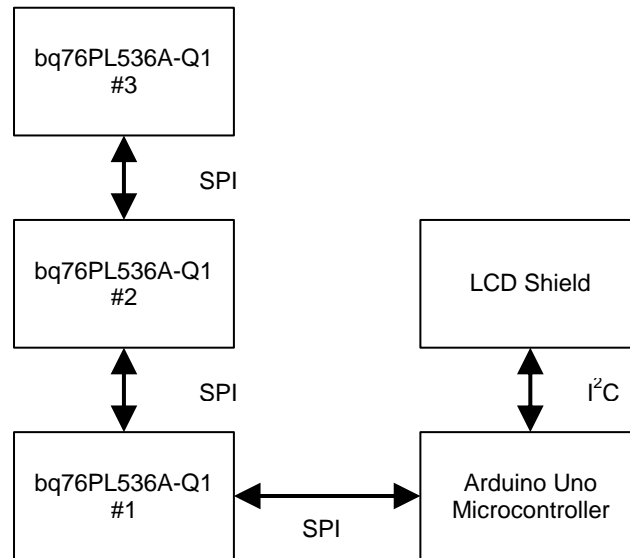 bq76PL536A-Q1
#3
SPI
bq76PL536A-Q1
#2
LCD Shield
SPI
I²C
bq76PL536A-Q1
#1
Arduino Uno
Microcontroller
SPI